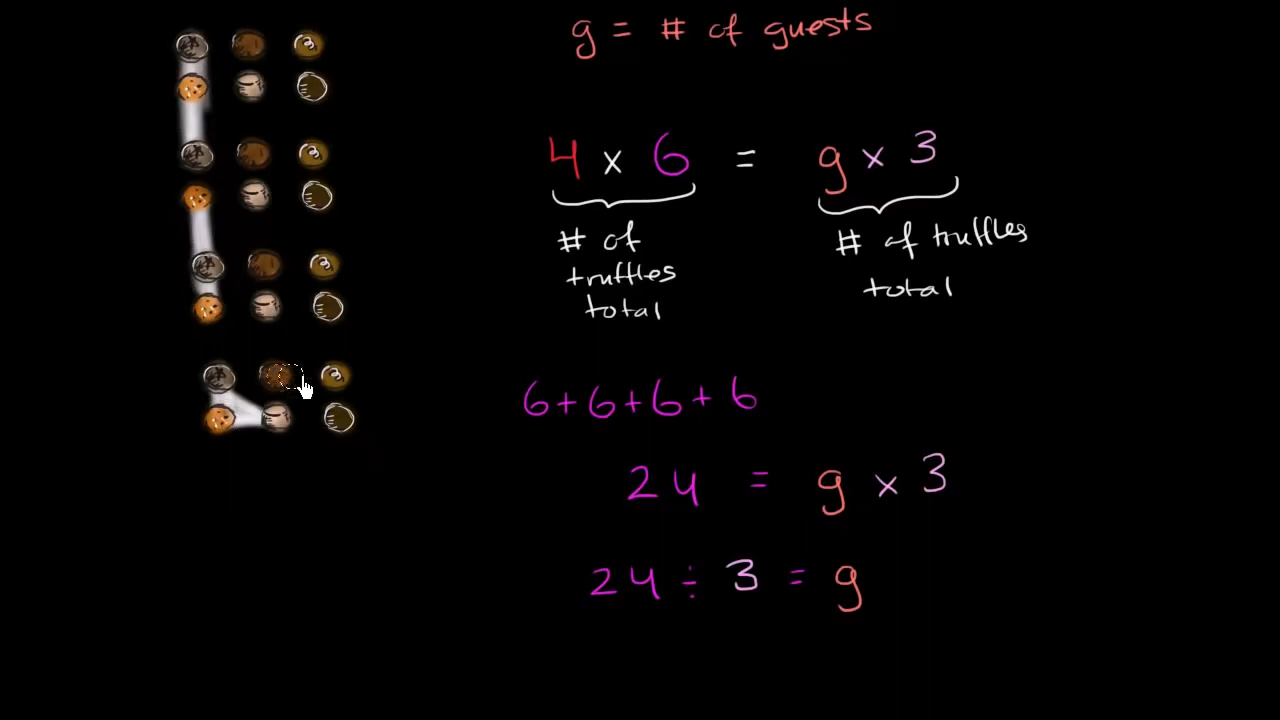 g = # of guests
4 x 6 = g x 3
# of truffles total
# of truffles total
6+6+6+6
24 = g x 3
24 ÷ 3 = g